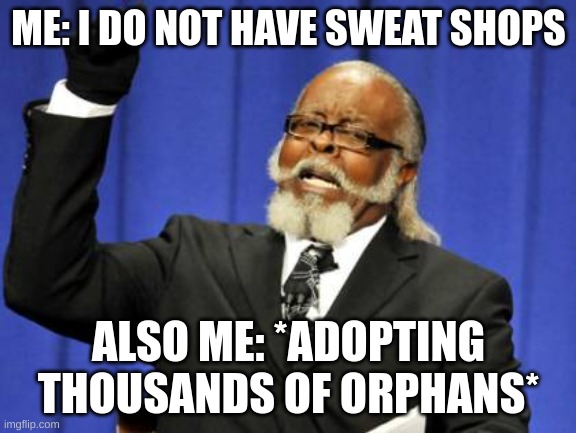 ME: I DO NOT HAVE SWEAT SHOPS
ALSO ME: *ADOPTING
THOUSANDS OF ORPHANS*
imgflip.com